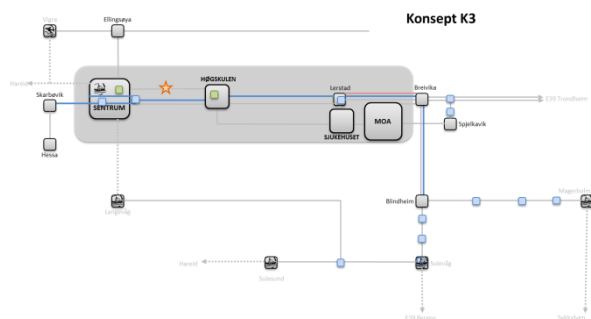 Konsept K3
Vigra
Ellingsøya
HØGSKULEN
Hareid
Lerstad
Breivika
Skarbøvik
SENTRUM
E39 Trondheim
MOA
SJUKEHUSET
Spjelkavik
Hessa
Magerholm
Blindheim
Langevåg
Hareid
Sulesund
Solevåg
E39 Bergen
Sykkylven